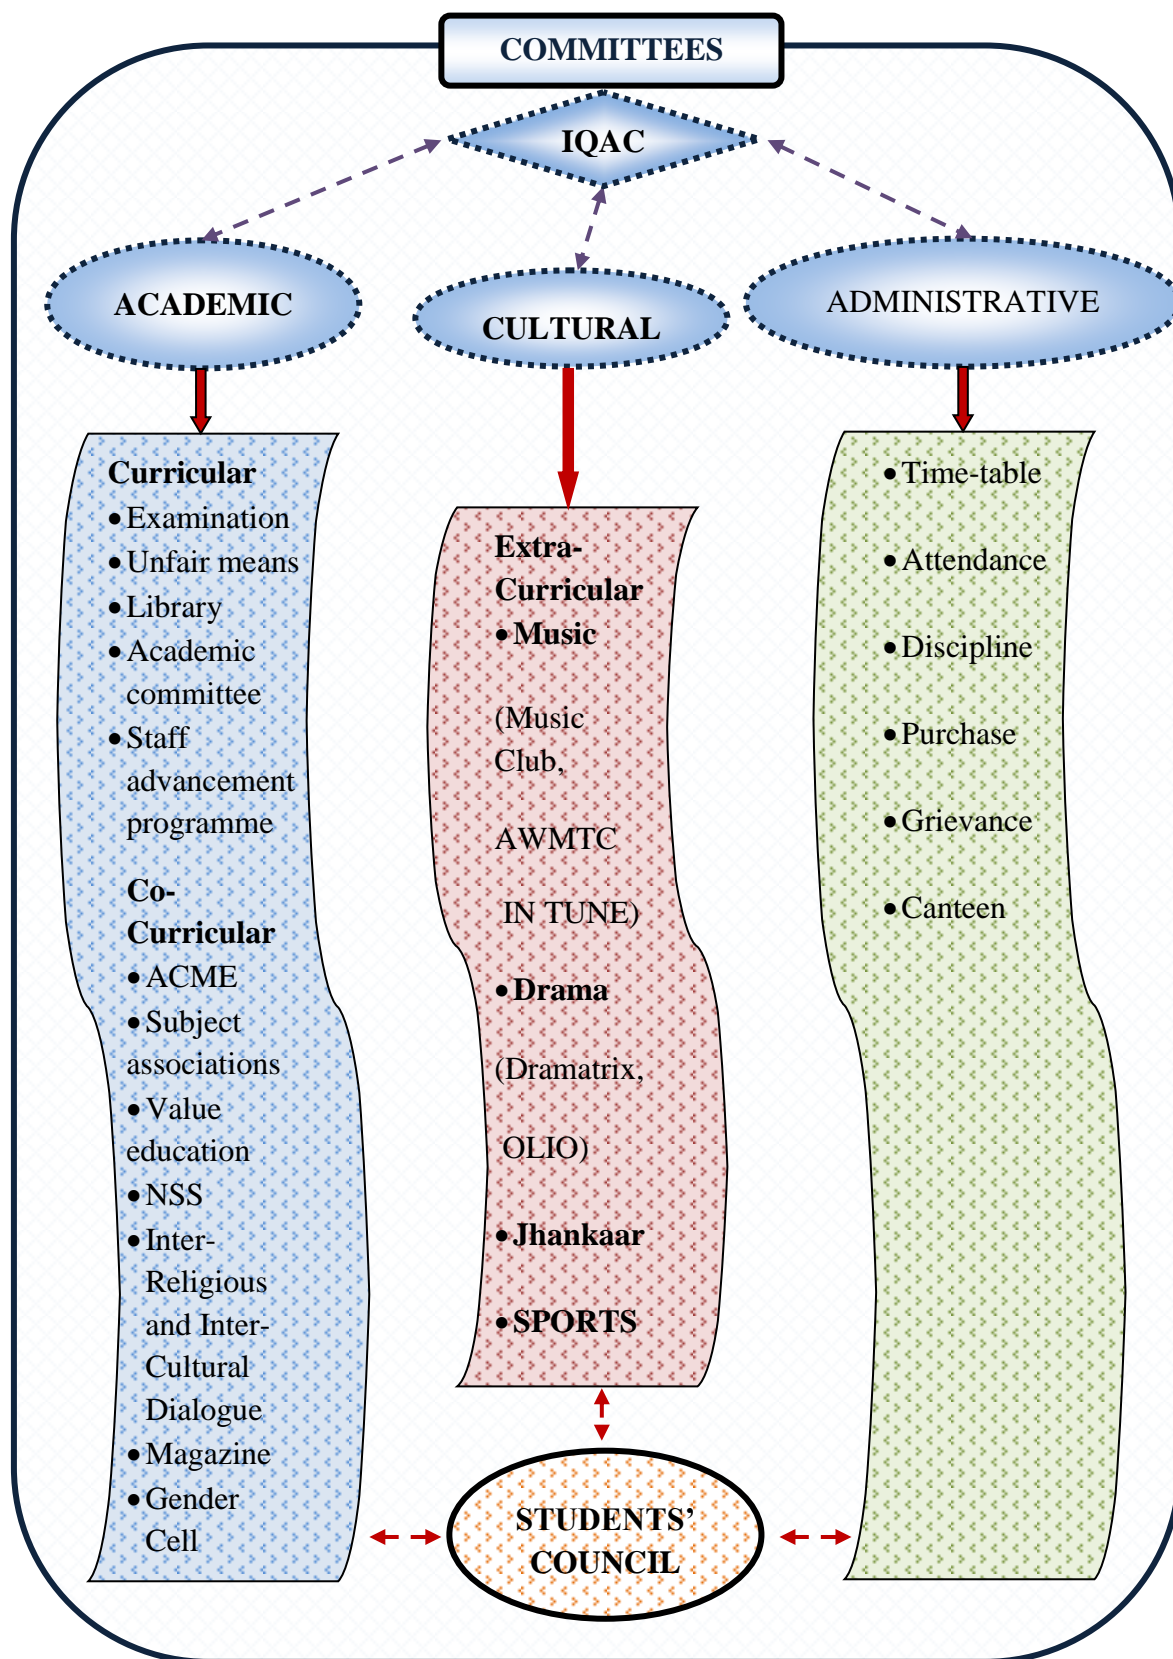 COMMITTEES
IQAC
ACADEMIC
CULTURAL
ADMINISTRATIVE
Curricular
• Examination
• Unfair means
• Library
• Academic
committee
• Staff
advancement
programme
Co-
Curricular
• ACME
• Subject
associations
• Value
education
• NSS
• Inter-
Religious
and Inter-
Cultural
Dialogue
• Magazine
• Gender
Cell
Extra-
Curricular
• Music
(Music
Club,
AWMTC
IN TUNE)
• Drama
(Dramatrix,
OLIO)
• Jhankaar
• SPORTS
• Time-table
• Attendance
• Discipline
• Purchase
• Grievance
• Canteen
STUDENTS’
COUNCIL